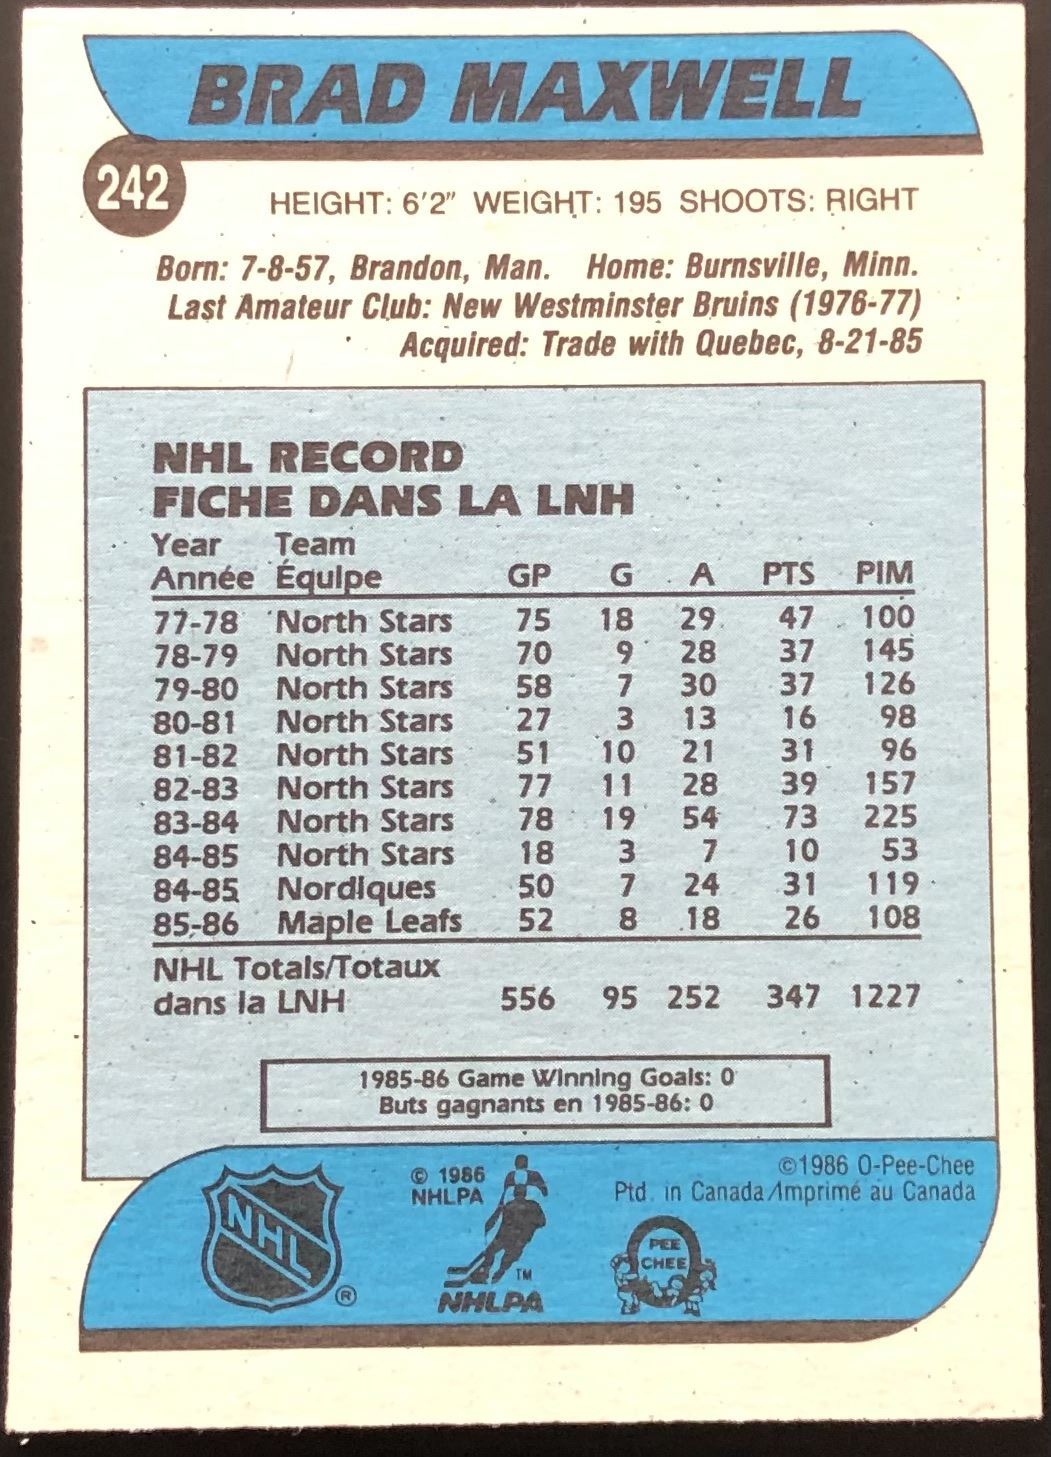 BRAD MAXWELL
242
HEIGHT: 6'2" WEIGHT: 195 SHOOTS: RIGHT
Born: 7-8-57, Brandon, Man. Home: Burnsville, Minn.
Last Amateur Club: New Westminster Bruins (1976-77)
Acquired: Trade with Quebec, 8-21-85
NHL RECORD
FICHE DANS LA LNH
Year Team
Année Équipe GP G A PTS PIM
77-78 North Stars 75 18 29 47 100
78-79 North Stars 70 9 28 37 145
79-80 North Stars 58 7 30 37 126
80-81 North Stars 27 3 13 16 98
81-82 North Stars 51 10 21 31 96
82-83 North Stars 77 11 28 39 157
83-84 North Stars 78 19 54 73 225
84-85 North Stars 18 3 7 10 53
84-85 Nordiques 50 7 24 31 119
85-86 Maple Leafs 52 8 18 26 108
NHL Totals/Totaux
dans la LNH 556 95 252 347 1227
1985-86 Game Winning Goals: 0
Buts gagnants en 1985-86: 0
NHL ®
© 1986
NHLPA
TM
NHLPA
©1986 O-Pee-Chee
Ptd. in Canada/Imprimé au Canada
PEE
CHEE